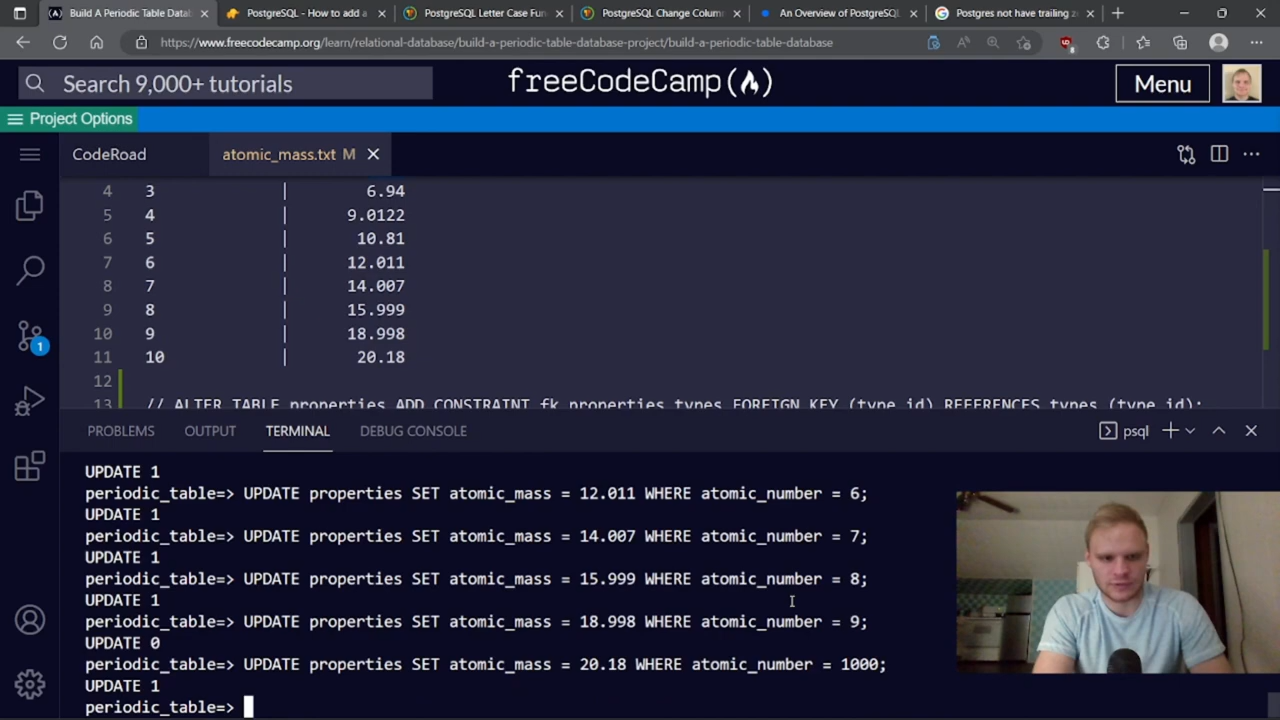 Build A Periodic Table Datab
PostgreSQL - How to add a
PostgreSQL Letter Case Fun
PostgreSQL Change Colum
An Overview of PostgreSQL
Postgres not have trailing z
https://www.freecodecamp.org/learn/relational-database/build-a-periodic-table-database-project/build-a-periodic-table-database
Search 9,000+ tutorials
freeCodeCamp
Menu
Project Options
CodeRoad
atomic_mass.txt M
4 3 | 6.94
5 4 | 9.0122
6 5 | 10.81
7 6 | 12.011
8 7 | 14.007
9 8 | 15.999
10 9 | 18.998
11 10 | 20.18
12
13 // ALTER TABLE properties ADD CONSTRAINT fk_properties_types FOREIGN KEY (type_id) REFERENCES types (type_id);
1
PROBLEMS OUTPUT TERMINAL DEBUG CONSOLE
psql
UPDATE 1
periodic_table=> UPDATE properties SET atomic_mass = 12.011 WHERE atomic_number = 6;
UPDATE 1
periodic_table=> UPDATE properties SET atomic_mass = 14.007 WHERE atomic_number = 7;
UPDATE 1
periodic_table=> UPDATE properties SET atomic_mass = 15.999 WHERE atomic_number = 8;
UPDATE 1
periodic_table=> UPDATE properties SET atomic_mass = 18.998 WHERE atomic_number = 9;
UPDATE 0
periodic_table=> UPDATE properties SET atomic_mass = 20.18 WHERE atomic_number = 1000;
UPDATE 1
periodic_table=>